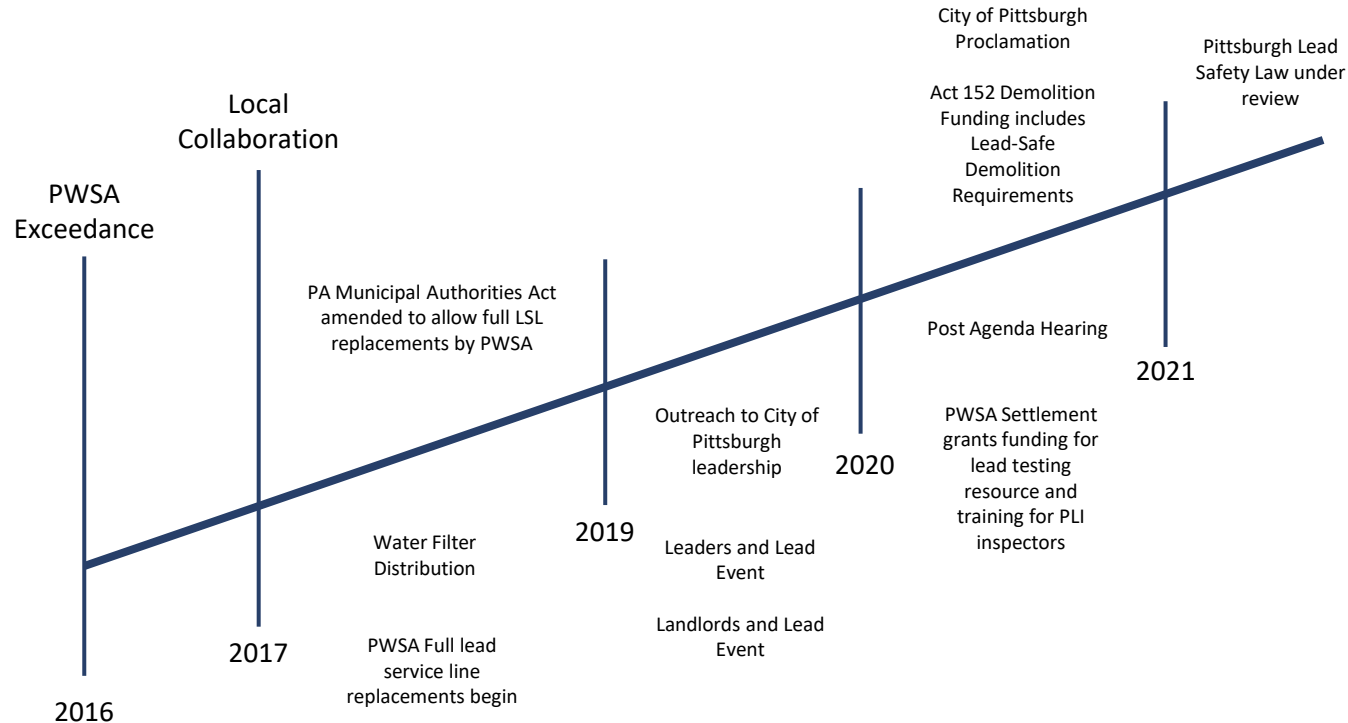 PWSA
Exceedance
2016
Local
Collaboration
2017
PA Municipal Authorities Act
amended to allow full LSL
replacements by PWSA
Water Filter
Distribution
PWSA Full lead
service line
replacements begin
2019
Outreach to City of
Pittsburgh
leadership
Leaders and Lead
Event
Landlords and Lead
Event
2020
City of Pittsburgh
Proclamation
Act 152 Demolition
Funding includes
Lead-Safe
Demolition
Requirements
Post Agenda Hearing
PWSA Settlement
grants funding for
lead testing
resource and
training for PLI
inspectors
2021
Pittsburgh Lead
Safety Law under
review